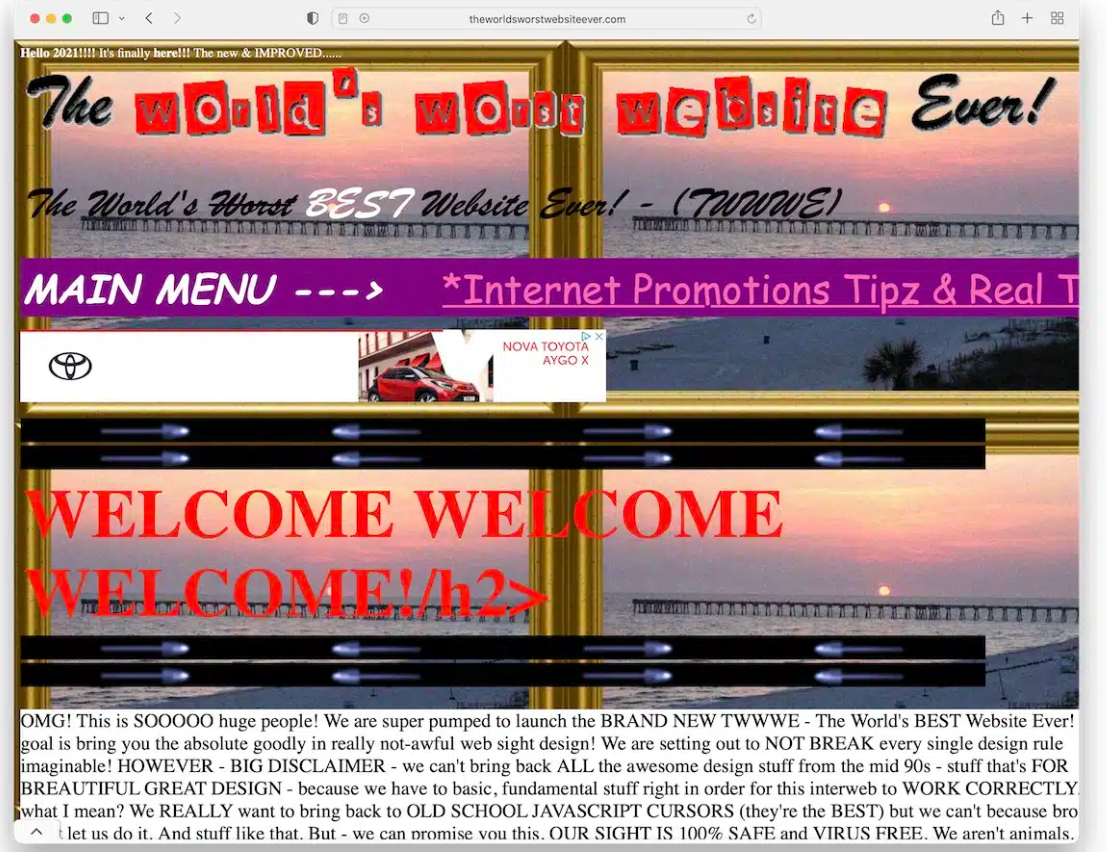 theworldsworstwebsiteever.com
Hello 2021!!!! It's finally here!!! The new & IMPROVED......
The world's worst website Ever!
The World's Worst BEST Website Ever! - (TWWWE)
MAIN MENU ---> *Internet Promotions Tipz & Real T
NOVA TOYOTA
AYGO X
WELCOME WELCOME
WELCOME!/h2>
OMG! This is SOOOOO huge people! We are super pumped to launch the BRAND NEW TWWWE - The World's BEST Website Ever!
goal is bring you the absolute goodly in really not-awful web sight design! We are setting out to NOT BREAK every single design rule
imaginable! HOWEVER - BIG DISCLAIMER - we can't bring back ALL the awesome design stuff from the mid 90s - stuff that's FOR
BREAUTIFUL GREAT DESIGN - because we have to basic, fundamental stuff right in order for this interweb to WORK CORRECTLY.
what I mean? We REALLY want to bring back to OLD SCHOOL JAVASCRIPT CURSORS (they're the BEST) but we can't because bro
t let us do it. And stuff like that. But - we can promise you this. OUR SIGHT IS 100% SAFE and VIRUS FREE. We aren't animals.